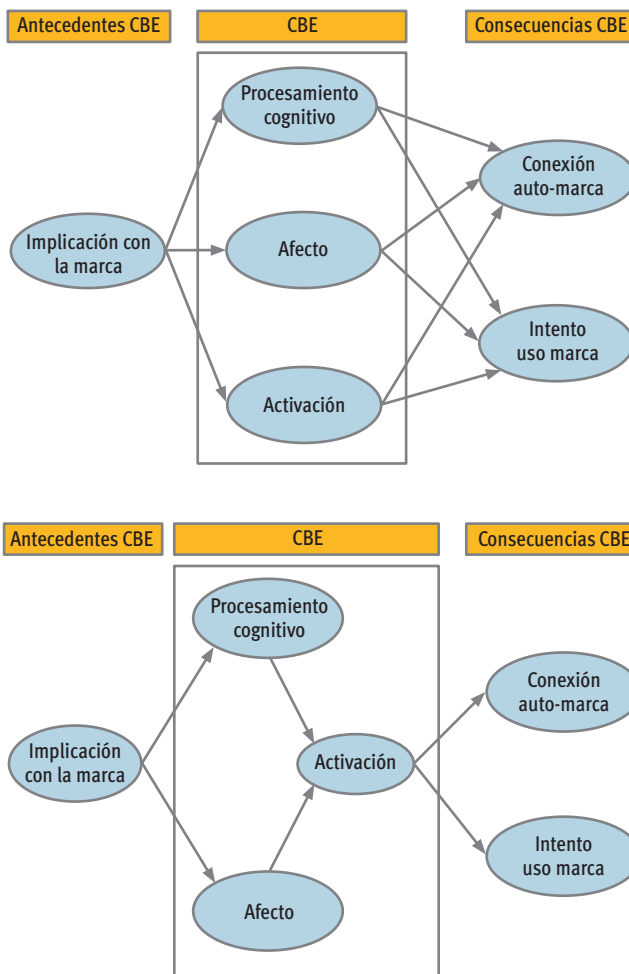 Antecedentes CBE
CBE
Consecuencias CBE
Procesamiento
cognitivo
Conexión
auto-marca
Implicación con
la marca
Afecto
Intento
uso marca
Activación
Antecedentes CBE
CBE
Consecuencias CBE
Procesamiento
cognitivo
Conexión
auto-marca
Implicación
con la marca
Activación
Intento
uso marca
Afecto